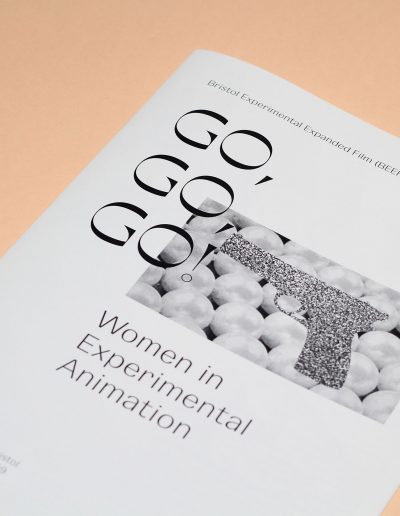 Bristol Experimental Expanded Film (BEEF
GO,
GO,
GO!
Women in
Experimental
Animation